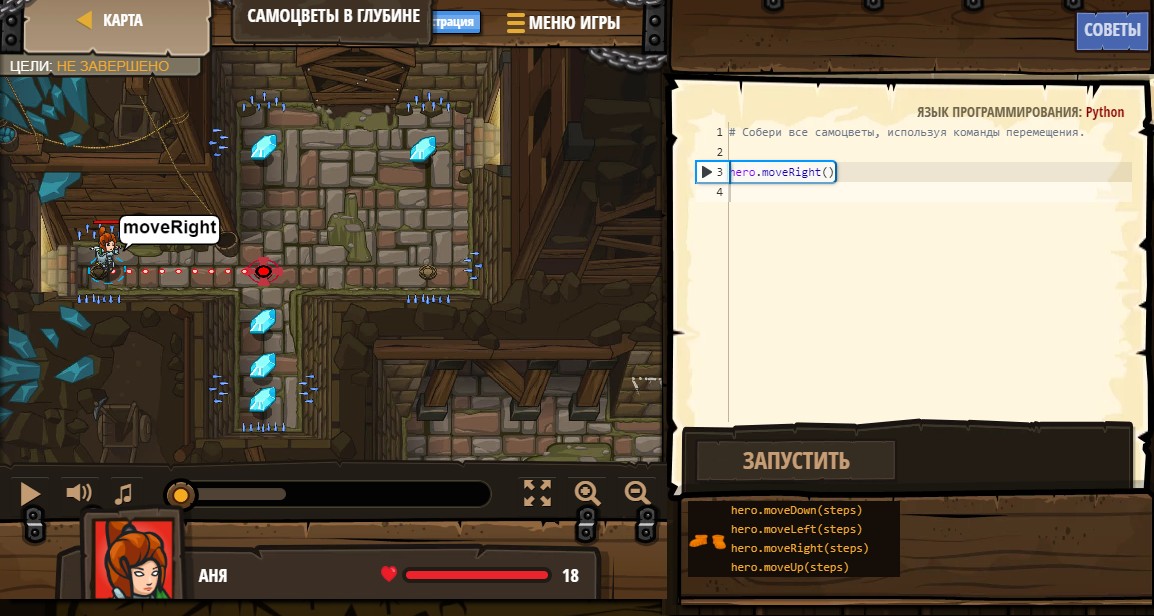 КАРТА
САМОЦВЕТЫ В ГЛУБИНЕ
МЕНЮ ИГРЫ
ЦЕЛИ: НЕ ЗАВЕРШЕНО
moveRight
АНЯ
18
СОВЕТЫ
ЯЗЫК ПРОГРАММИРОВАНИЯ: Python
1 # Собери все самоцветы, используя команды перемещения.
2
3 hero.moveRight()
4
ЗАПУСТИТЬ
hero.moveDown(steps)
hero.moveLeft(steps)
hero.moveRight(steps)
hero.moveUp(steps)